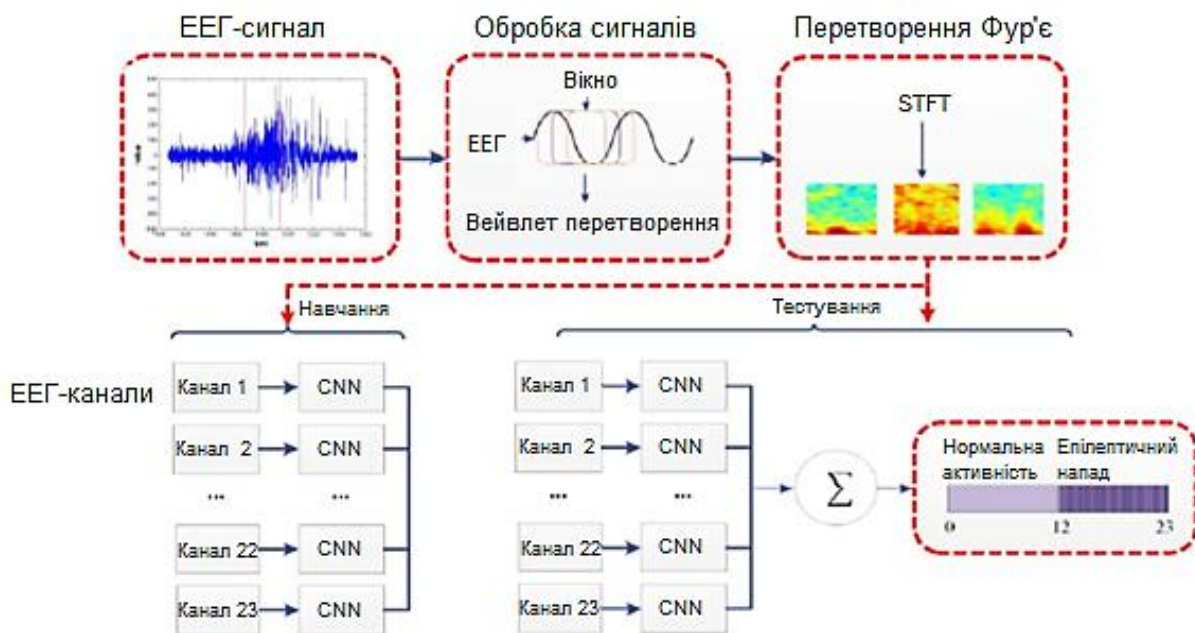 ЕЕГ-сигнал
Обробка сигналів
Перетворення Фур'є
Вікно
ЕЕГ
Вейвлет перетворення
STFT
Навчання
Тестування
ЕЕГ-канали
Канал 1
CNN
Канал 2
CNN
...
...
Канал 22
CNN
Канал 23
CNN
Канал 1
CNN
Канал 2
CNN
...
...
Канал 22
CNN
Канал 23
CNN
Σ
Нормальна
активність
Епілептичний
напад
0
12
23